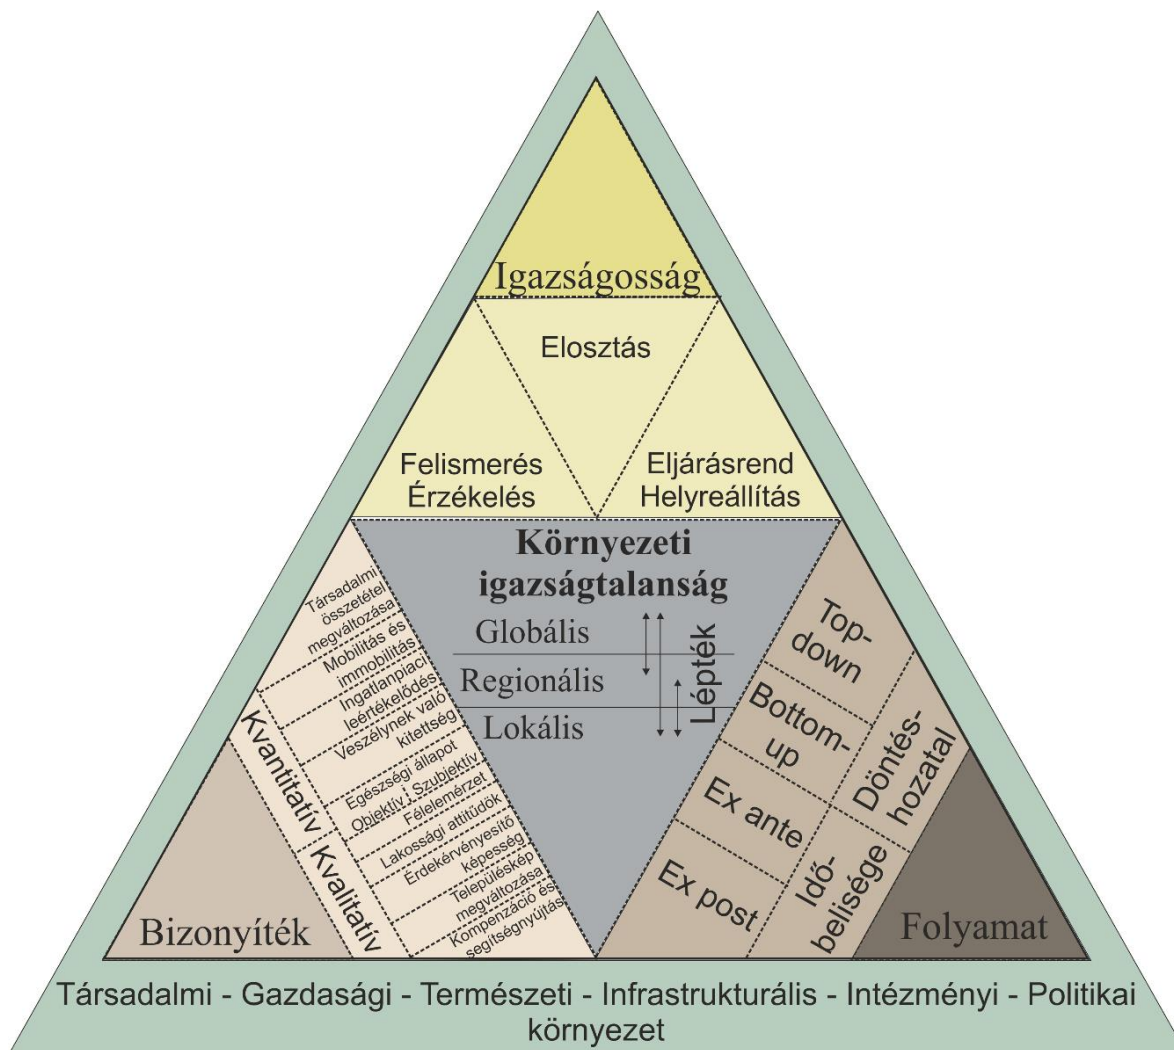 Igazságosság
Elosztás
Felismerés
Érzékelés
Eljárásrend
Helyreállítás
Környezeti
igazságtalanság
Globális
Regionális
Lokális
Lépték
Társadalmi
összetétel
megváltozása
Mobilitás és
immobilitás
Ingatlanpiaci
leértékelődés
Veszélynek való
kitettség
Egészségi állapot
Objektív | Szubjektív
Félelemérzet
Lakossági attitűdök
Érdekérvényesítő
képesség
Településkép
megváltozása
Kompenzáció és
segítségnyújtás
Kvantitatív
Kvalitatív
Bizonyíték
Top-
down
Bottom-
up
Ex ante
Ex post
Döntés-
hozatal
Idő-
belisége
Folyamat
Társadalmi - Gazdasági - Természeti - Infrastrukturális - Intézményi - Politikai
környezet